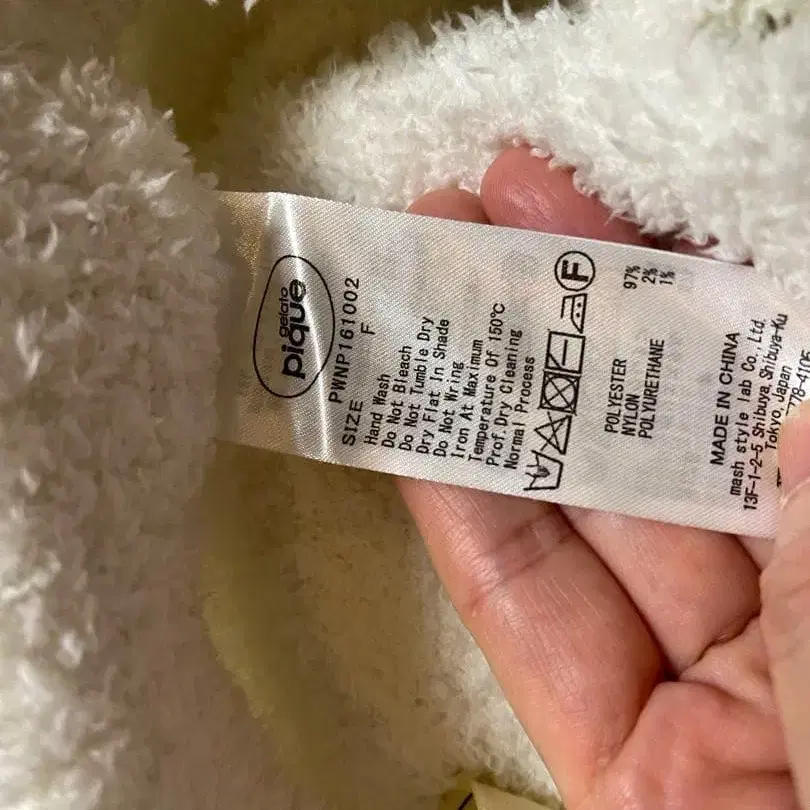 gelato
pique
PWNP161002
SIZE F
Hand Wash
Do Not Bleach
Do Not Tumble Dry
Dry Flat In Shade
Do Not Wring
Iron At Maximum
Temperature Of 150℃
Prof. Dry Cleaning
Normal Process
F
POLYESTER 97%
NYLON 2%
POLYURETHANE 1%
MADE IN CHINA
mash style lab Co., Ltd.
13F-1-2-5 Shibuya, Shibuya-Ku
Tokyo, Japan